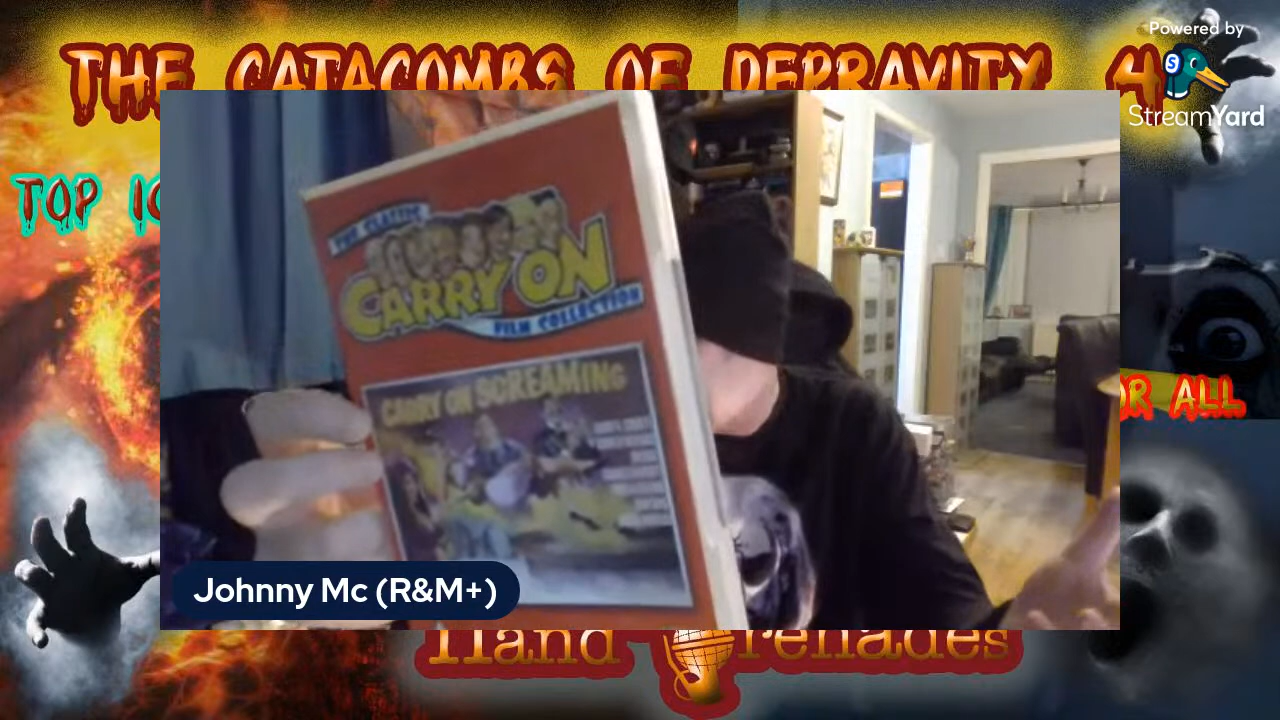 THE CATACOMBS OF DEPRAVITY 4
Powered by
StreamYard
TOP 10
THE CLASSIC
CARRY ON
FILM COLLECTION
CARRY ON SCREAMING
OR ALL
Johnny Mc (R&M+)
Hand Grenades